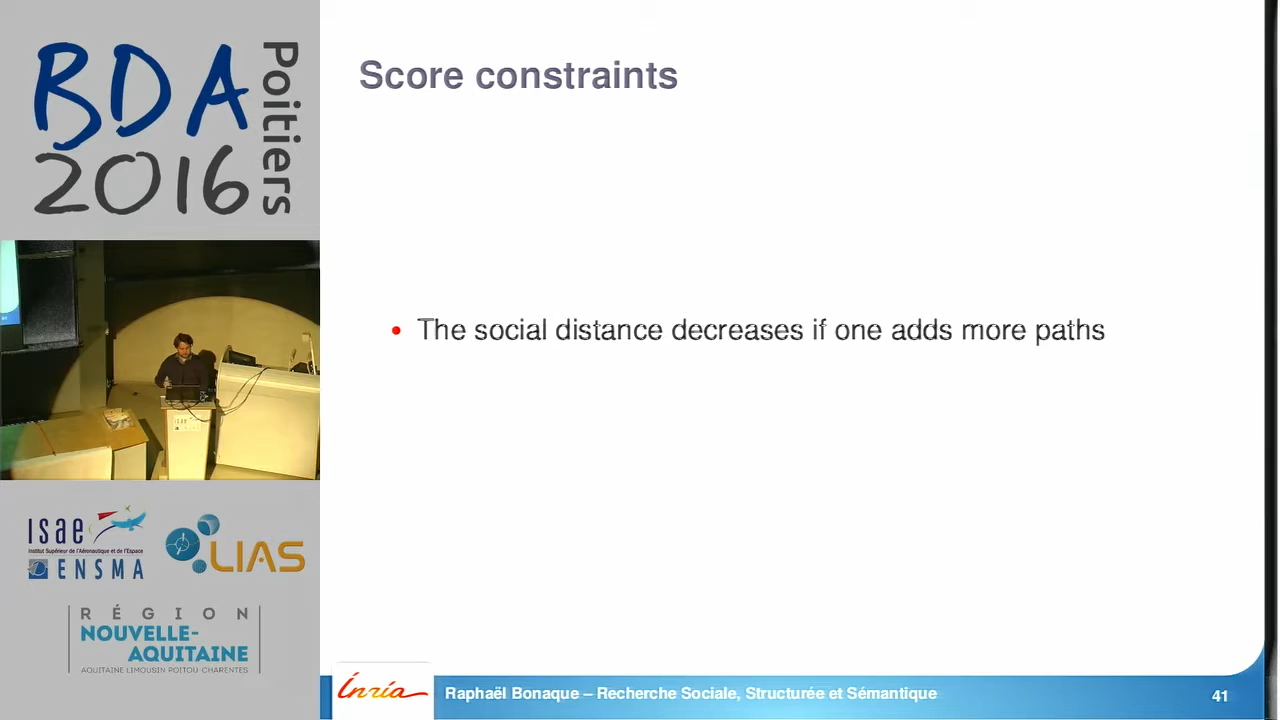 BDA
2016
Poitiers
isae
Institut Supérieur de l'Aéronautique et de l'Espace
ENSMA
LIAS
RÉGION
NOUVELLE-
AQUITAINE
AQUITAINE LIMOUSIN POITOU-CHARENTES
Score constraints
• The social distance decreases if one adds more paths
Inria
Raphaël Bonaque – Recherche Sociale, Structurée et Sémantique
41